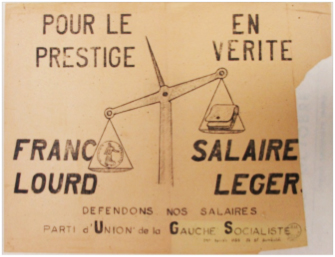 POUR LE
PRESTIGE
EN
VERITE
FRANC
LOURD
SALAIRE
LEGER
DEFENDONS NOS SALAIRES
PARTI d'UNION de la GAUCHE SOCIALISTE